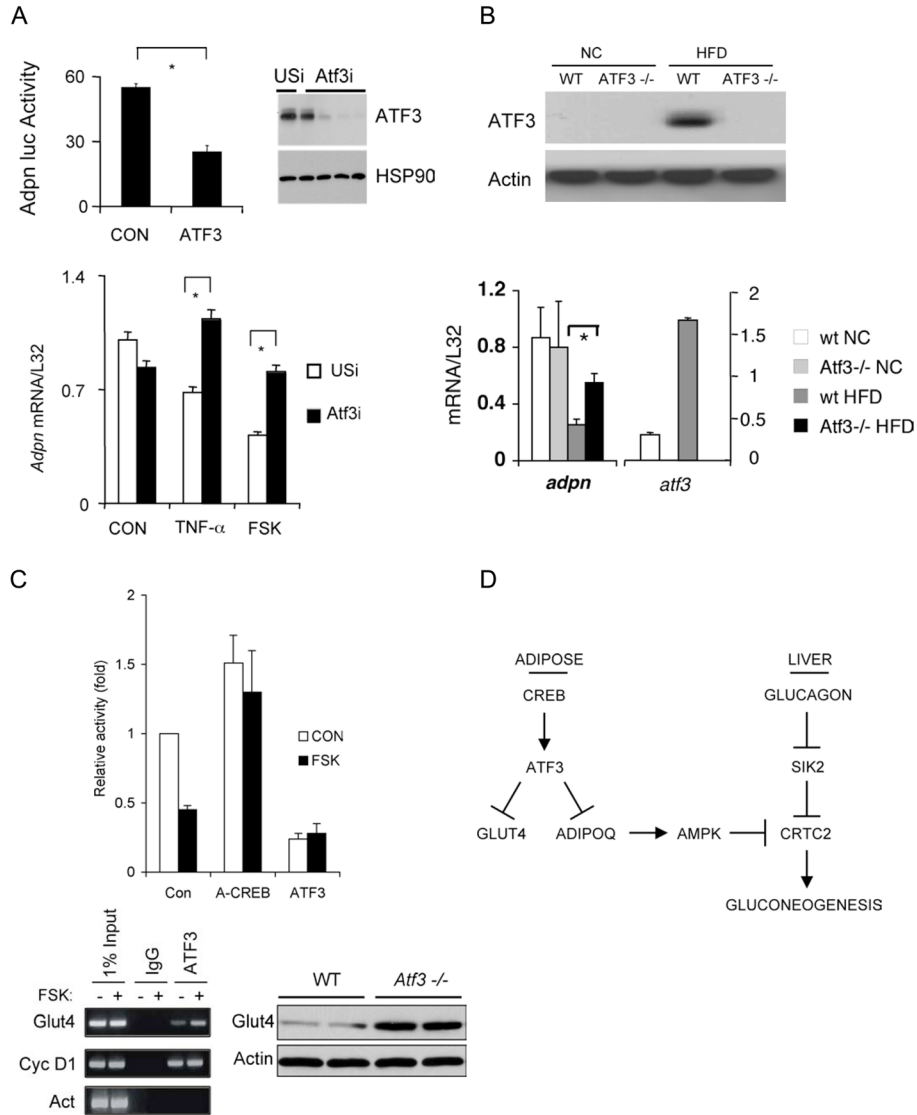 A
*
60
30
0
Adpn luc Activity
CON
ATF3
USi
Atf3i
ATF3
HSP90
1.4
0.7
0
Adpn mRNA/L32
*
*
USi
Atf3i
CON
TNF-α
FSK
B
NC
HFD
WT
ATF3 -/-
WT
ATF3 -/-
ATF3
Actin
1.2
0.8
0.4
0
mRNA/L32
*
2
1.5
1
0.5
0
adpn
atf3
wt NC
Atf3-/- NC
wt HFD
Atf3-/- HFD
C
2
1.5
1
0.5
0
Relative activity (fold)
CON
FSK
Con
A-CREB
ATF3
1% Input
IgG
ATF3
FSK:
- + - + - +
Glut4
Cyc D1
Act
WT
Atf3 -/-
Glut4
Actin
D
ADIPOSE
LIVER
CREB
GLUCAGON
ATF3
SIK2
GLUT4
ADIPOQ
AMPK
CRTC2
GLUCONEOGENESIS